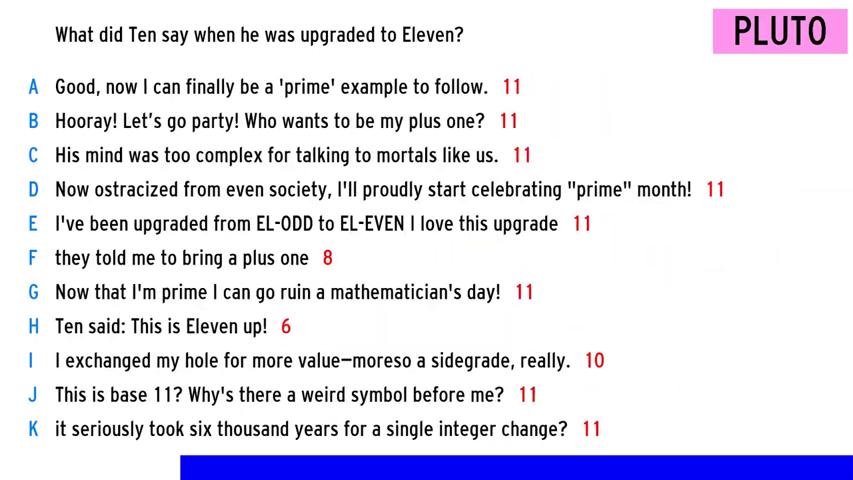 What did Ten say when he was upgraded to Eleven?
PLUTO
A Good, now I can finally be a 'prime' example to follow. 11
B Hooray! Let's go party! Who wants to be my plus one? 11
C His mind was too complex for talking to mortals like us. 11
D Now ostracized from even society, I'll proudly start celebrating "prime" month! 11
E I've been upgraded from EL-ODD to EL-EVEN I love this upgrade 11
F they told me to bring a plus one 8
G Now that I'm prime I can go ruin a mathematician's day! 11
H Ten said: This is Eleven up! 6
I I exchanged my hole for more value—moreso a sidegrade, really. 10
J This is base 11? Why's there a weird symbol before me? 11
K it seriously took six thousand years for a single integer change? 11